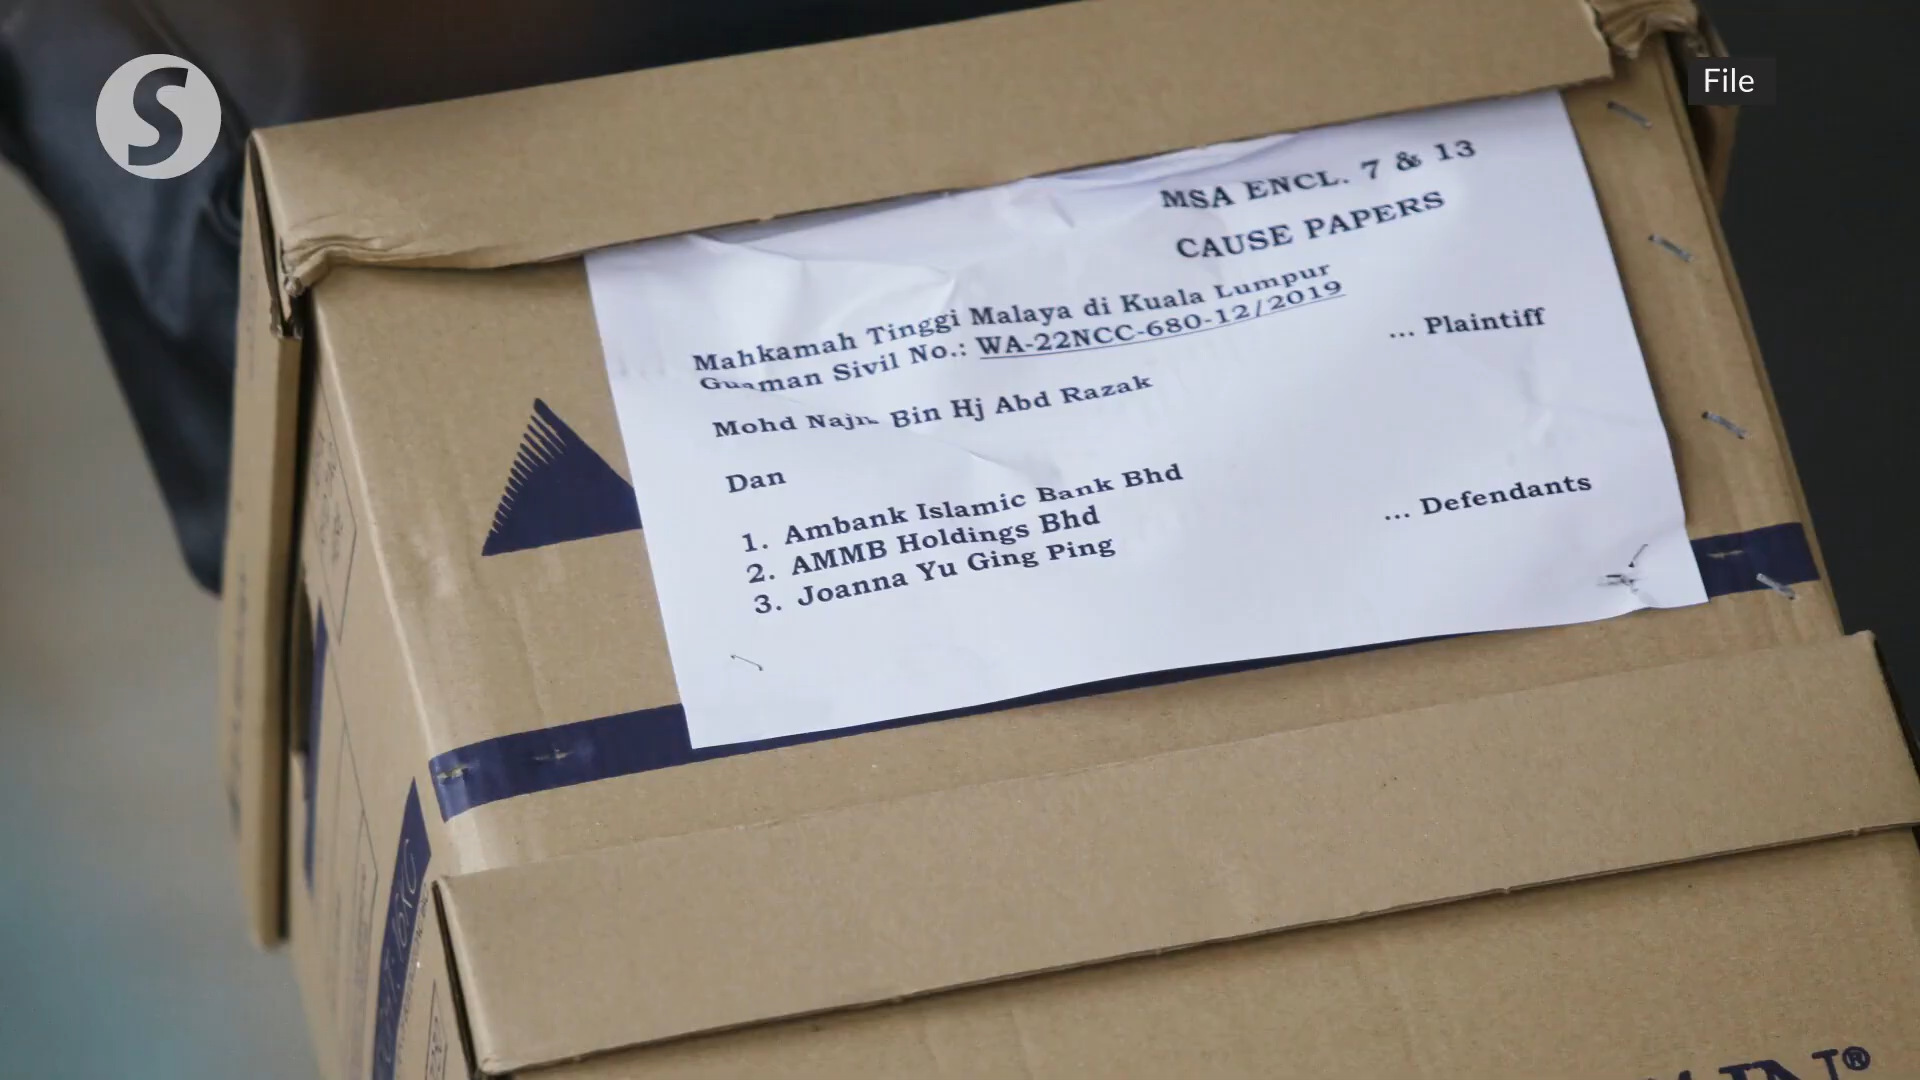 S
File
MSA ENCL. 7 & 13
CAUSE PAPERS
Mahkamah Tinggi Malaya di Kuala Lumpur
Guaman Sivil No.: WA-22NCC-680-12/2019
... Plaintiff
Mohd Bin Hj Abd Razak
Dan
1. Ambank Islamic Bank Bhd
2. AMMB Holdings Bhd
3. Joanna Yu Ging Ping
... Defendants